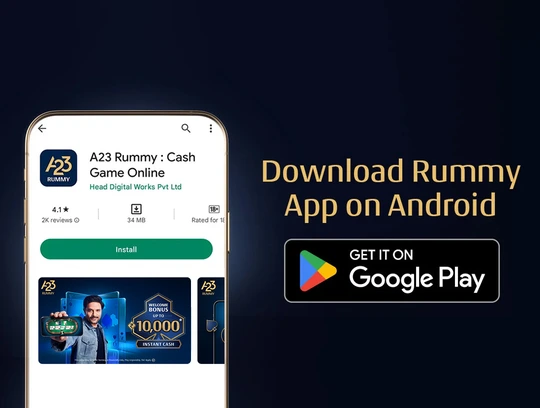 A23
RUMMY
A23 Rummy : Cash
Game Online
Head Digital Works Pvt Ltd
4.1★
2K reviews
34 MB
18+
Rated for 18
Install
A23
RUMMY
WELCOME
BONUS
UP TO
₹10,000*
INSTANT CASH
Download Rummy
App on Android
GET IT ON
Google Play